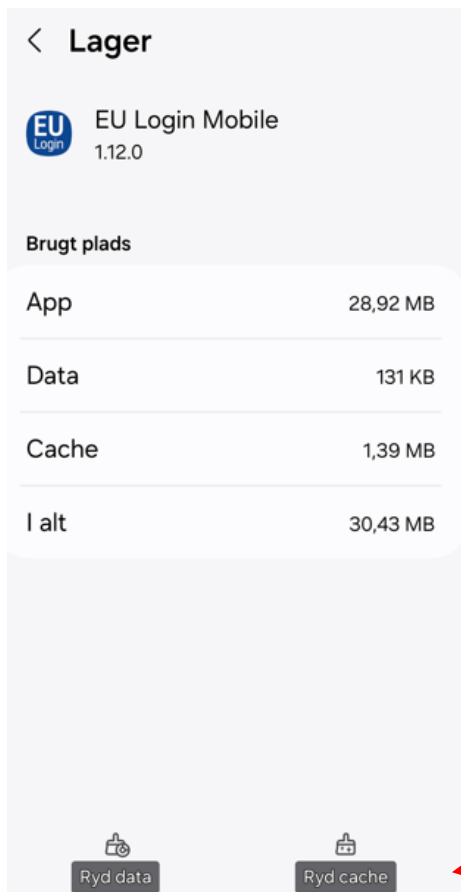 Lager
EU Login
EU Login Mobile
1.12.0
Brugt plads
App 28,92 MB
Data 131 KB
Cache 1,39 MB
I alt 30,43 MB
Ryd data Ryd cache